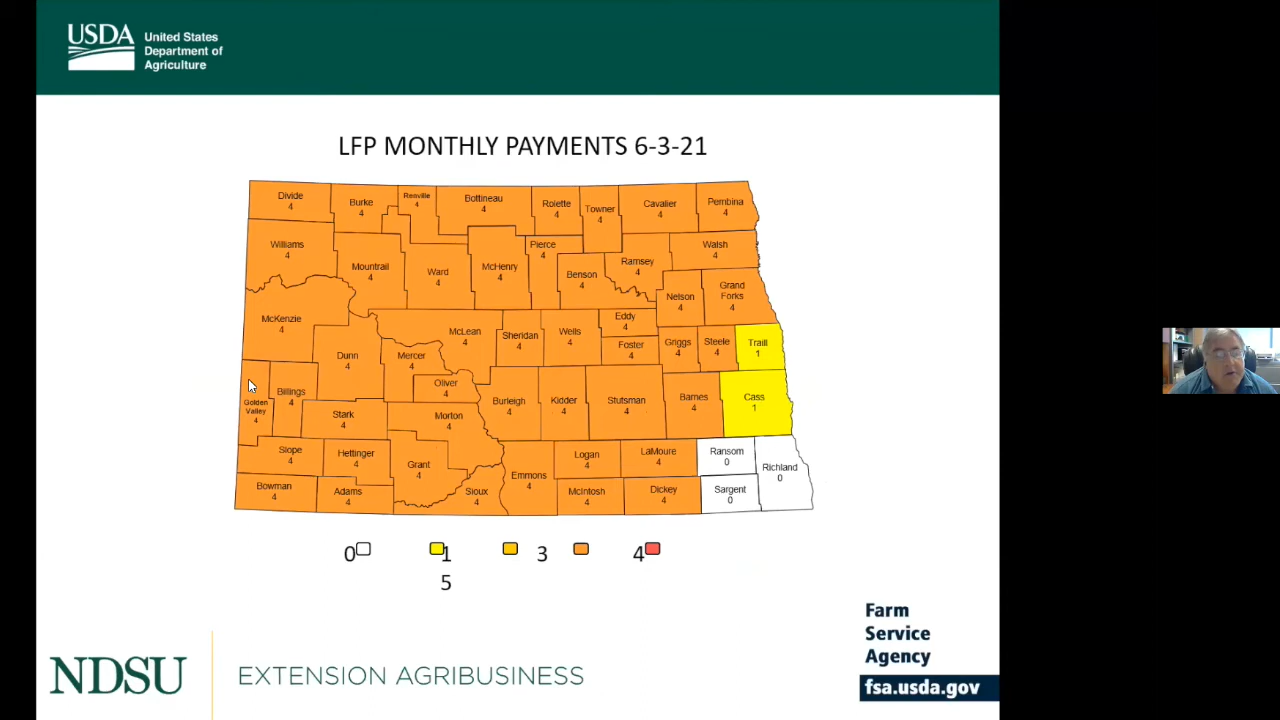 USDA
United States
Department of
Agriculture
LFP MONTHLY PAYMENTS 6-3-21
Divide
4
Burke
4
Renville
4
Bottineau
4
Rolette
4
Towner
4
Cavalier
4
Pembina
4
Williams
4
Mountrail
4
Ward
4
McHenry
4
Pierce
4
Benson
4
Ramsey
4
Walsh
4
Nelson
4
Grand
Forks
4
McKenzie
4
Dunn
4
Mercer
4
McLean
4
Sheridan
4
Wells
4
Eddy
4
Foster
4
Griggs
4
Steele
4
Traill
1
Golden
Valley
4
Billings
4
Stark
4
Oliver
4
Morton
4
Burleigh
4
Kidder
4
Stutsman
4
Barnes
4
Cass
1
Slope
4
Hettinger
4
Grant
4
Emmons
4
Logan
4
LaMoure
4
Ransom
0
Richland
0
Bowman
4
Adams
4
Sioux
4
McIntosh
4
Dickey
4
Sargent
0
0 1 3 4
5
Farm
Service
Agency
fsa.usda.gov
NDSU
EXTENSION AGRIBUSINESS